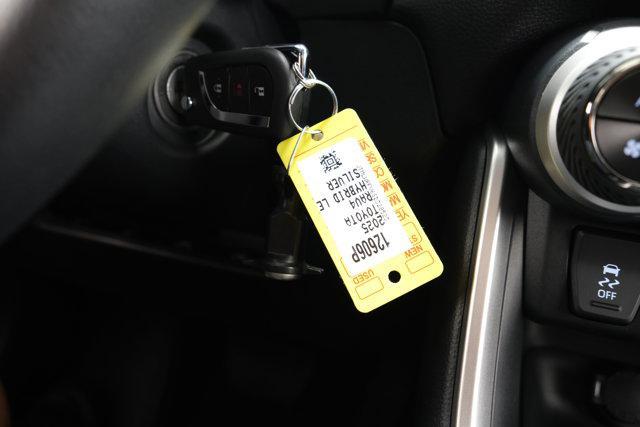 12606P
2025
TOYOTA
RAV4
HYBRID LE
SILVER
NEW
USED
OFF